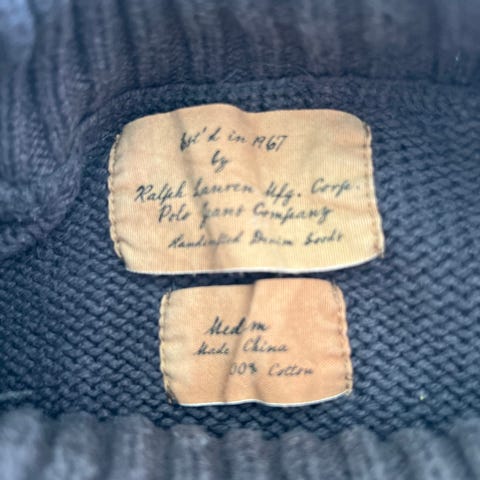 Est'd in 1967
by
Ralph Lauren Mfg. Corp.
Polo Jeans Company
Handcrafted Denim Goods
Med m
Made China
00% Cotton